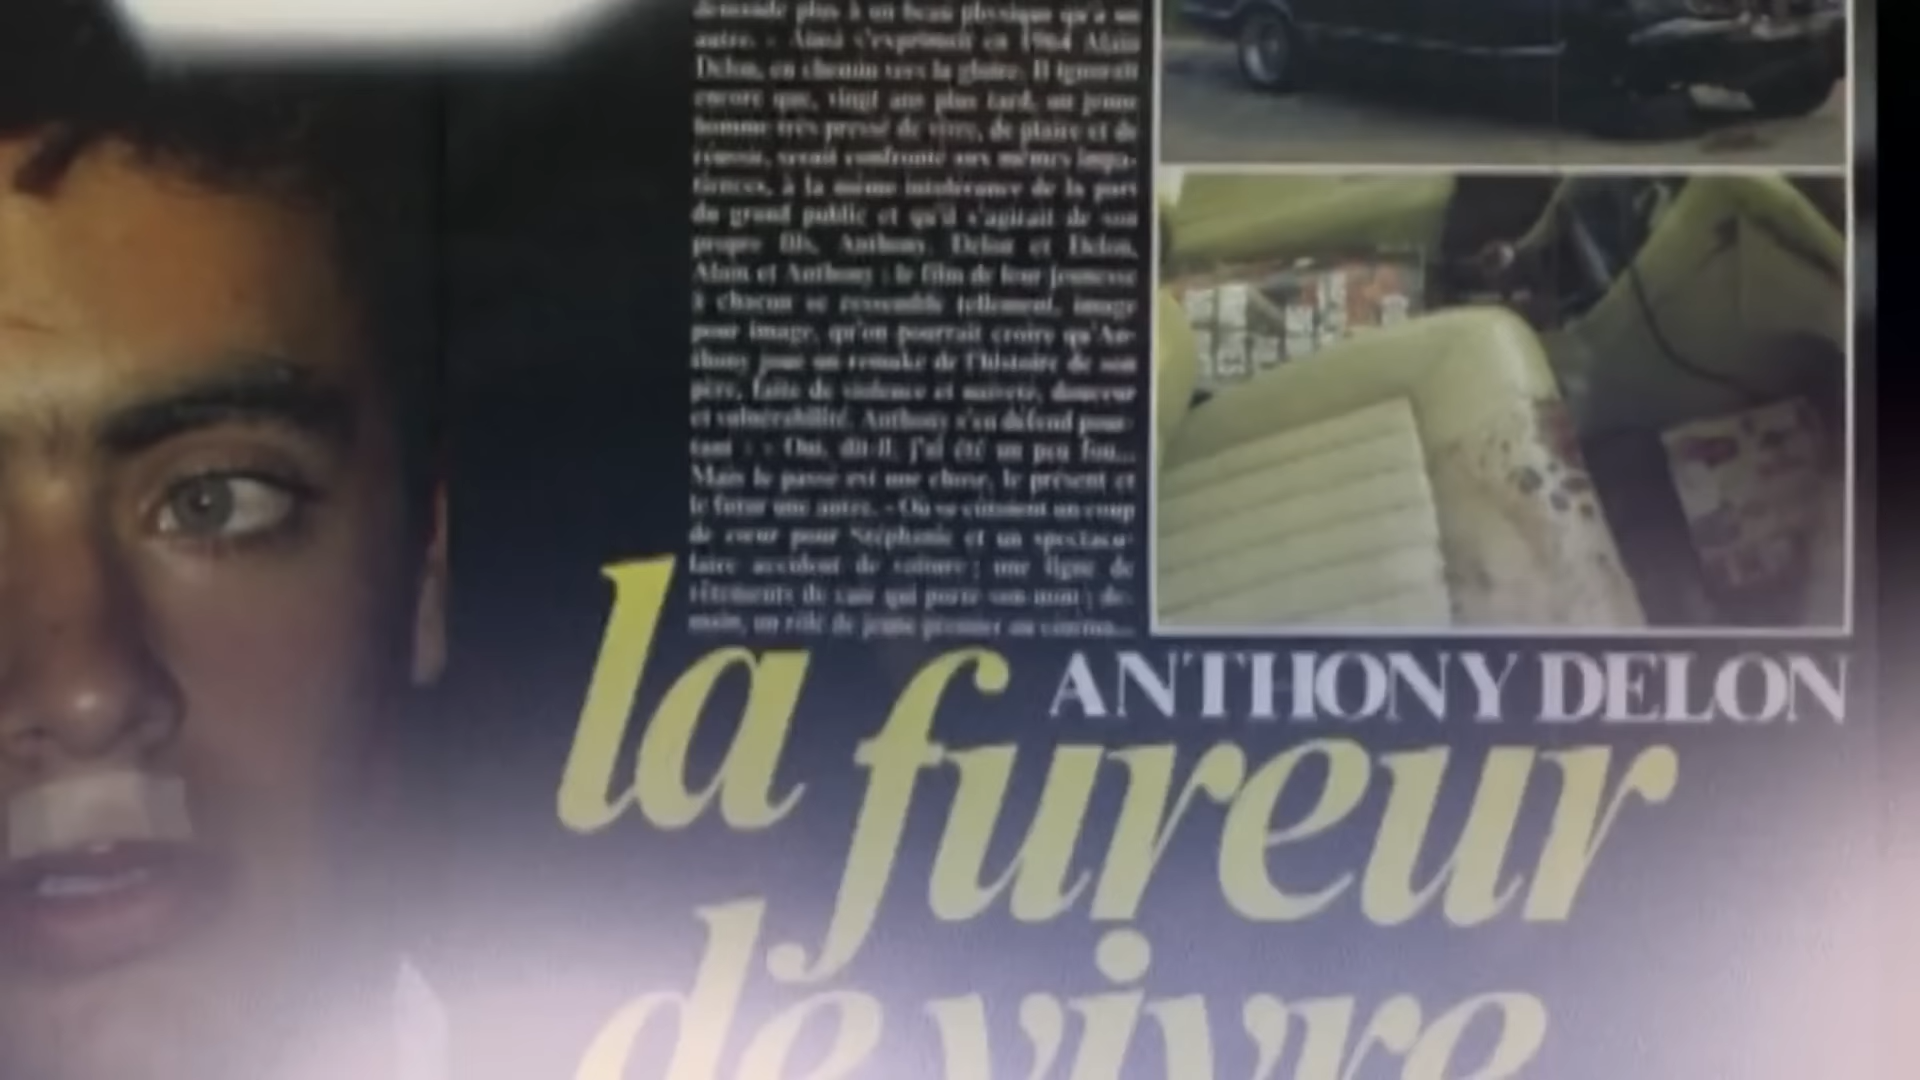 demande plus à un beau physique qu'à un
autre. » Ainsi s'exprimait en 1964 Alain
Delon, en chemin vers la gloire. Il ignorait
encore que, vingt ans plus tard, un jeune
homme très pressé de vivre, de plaire et de
réussir, serait confronté aux mêmes impa-
tiences, à la même intolérance de la part
du grand public et qu'il s'agirait de son
propre fils, Anthony. Delon et Delon,
Alain et Anthony : le film de leur jeunesse
à chacun se ressemble tellement, image
pour image, qu'on pourrait croire qu'An-
thony joue un remake de l'histoire de son
père, faite de violence et naïveté, douceur
et vulnérabilité. Anthony s'en défend pour-
tant : « Oui, dit-il, j'ai été un peu fou...
Mais le passé est une chose, le présent et
le futur une autre. » Où se côtoient un coup
de cœur pour Stéphanie et un spectacu-
laire accident de voiture ; une ligne de
vêtements de cuir qui porte son nom ; de-
main, un rôle de jeune premier au cinéma...
ANTHONY DELON
la fureur
de vivre